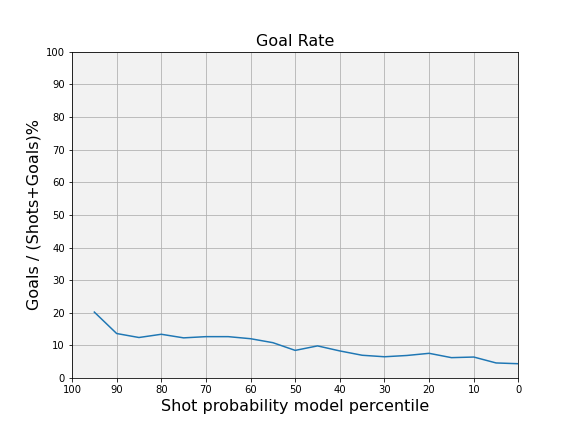 Goal Rate
Goals / (Shots+Goals)%
100
90
80
70
60
50
40
30
20
10
0
100 90 80 70 60 50 40 30 20 10 0
Shot probability model percentile